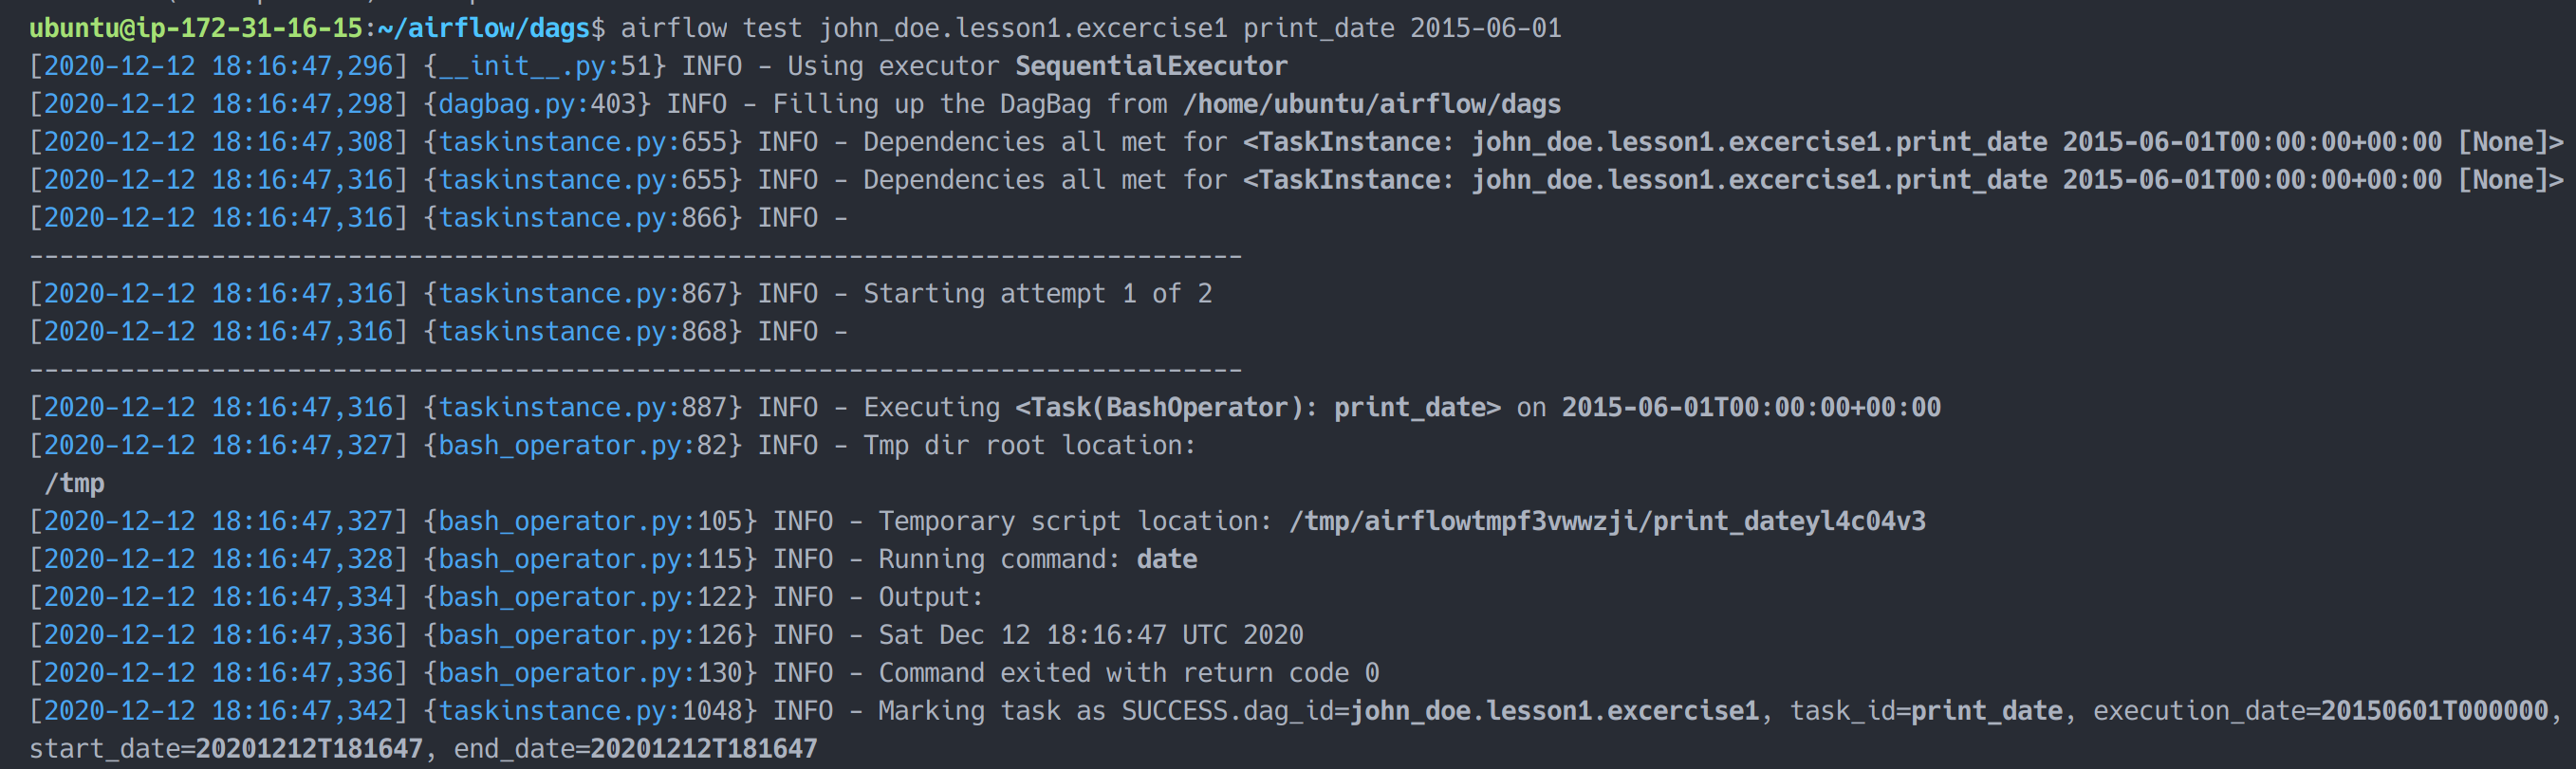 ubuntu@ip-172-31-16-15:~/airflow/dags$ airflow test john_doe.lesson1.excercise1 print_date 2015-06-01
[2020-12-12 18:16:47,296] {__init__.py:51} INFO - Using executor SequentialExecutor
[2020-12-12 18:16:47,298] {dagbag.py:403} INFO - Filling up the DagBag from /home/ubuntu/airflow/dags
[2020-12-12 18:16:47,308] {taskinstance.py:655} INFO - Dependencies all met for <TaskInstance: john_doe.lesson1.excercise1.print_date 2015-06-01T00:00:00+00:00 [None]>
[2020-12-12 18:16:47,316] {taskinstance.py:655} INFO - Dependencies all met for <TaskInstance: john_doe.lesson1.excercise1.print_date 2015-06-01T00:00:00+00:00 [None]>
[2020-12-12 18:16:47,316] {taskinstance.py:866} INFO -
--------------------------------------------------------------------------------
[2020-12-12 18:16:47,316] {taskinstance.py:867} INFO - Starting attempt 1 of 2
[2020-12-12 18:16:47,316] {taskinstance.py:868} INFO -
--------------------------------------------------------------------------------
[2020-12-12 18:16:47,316] {taskinstance.py:887} INFO - Executing <Task(BashOperator): print_date> on 2015-06-01T00:00:00+00:00
[2020-12-12 18:16:47,327] {bash_operator.py:82} INFO - Tmp dir root location:
 /tmp
[2020-12-12 18:16:47,327] {bash_operator.py:105} INFO - Temporary script location: /tmp/airflowtmpf3vwwzji/print_dateyl4c04v3
[2020-12-12 18:16:47,328] {bash_operator.py:115} INFO - Running command: date
[2020-12-12 18:16:47,334] {bash_operator.py:122} INFO - Output:
[2020-12-12 18:16:47,336] {bash_operator.py:126} INFO - Sat Dec 12 18:16:47 UTC 2020
[2020-12-12 18:16:47,336] {bash_operator.py:130} INFO - Command exited with return code 0
[2020-12-12 18:16:47,342] {taskinstance.py:1048} INFO - Marking task as SUCCESS.dag_id=john_doe.lesson1.excercise1, task_id=print_date, execution_date=20150601T000000,
start_date=20201212T181647, end_date=20201212T181647